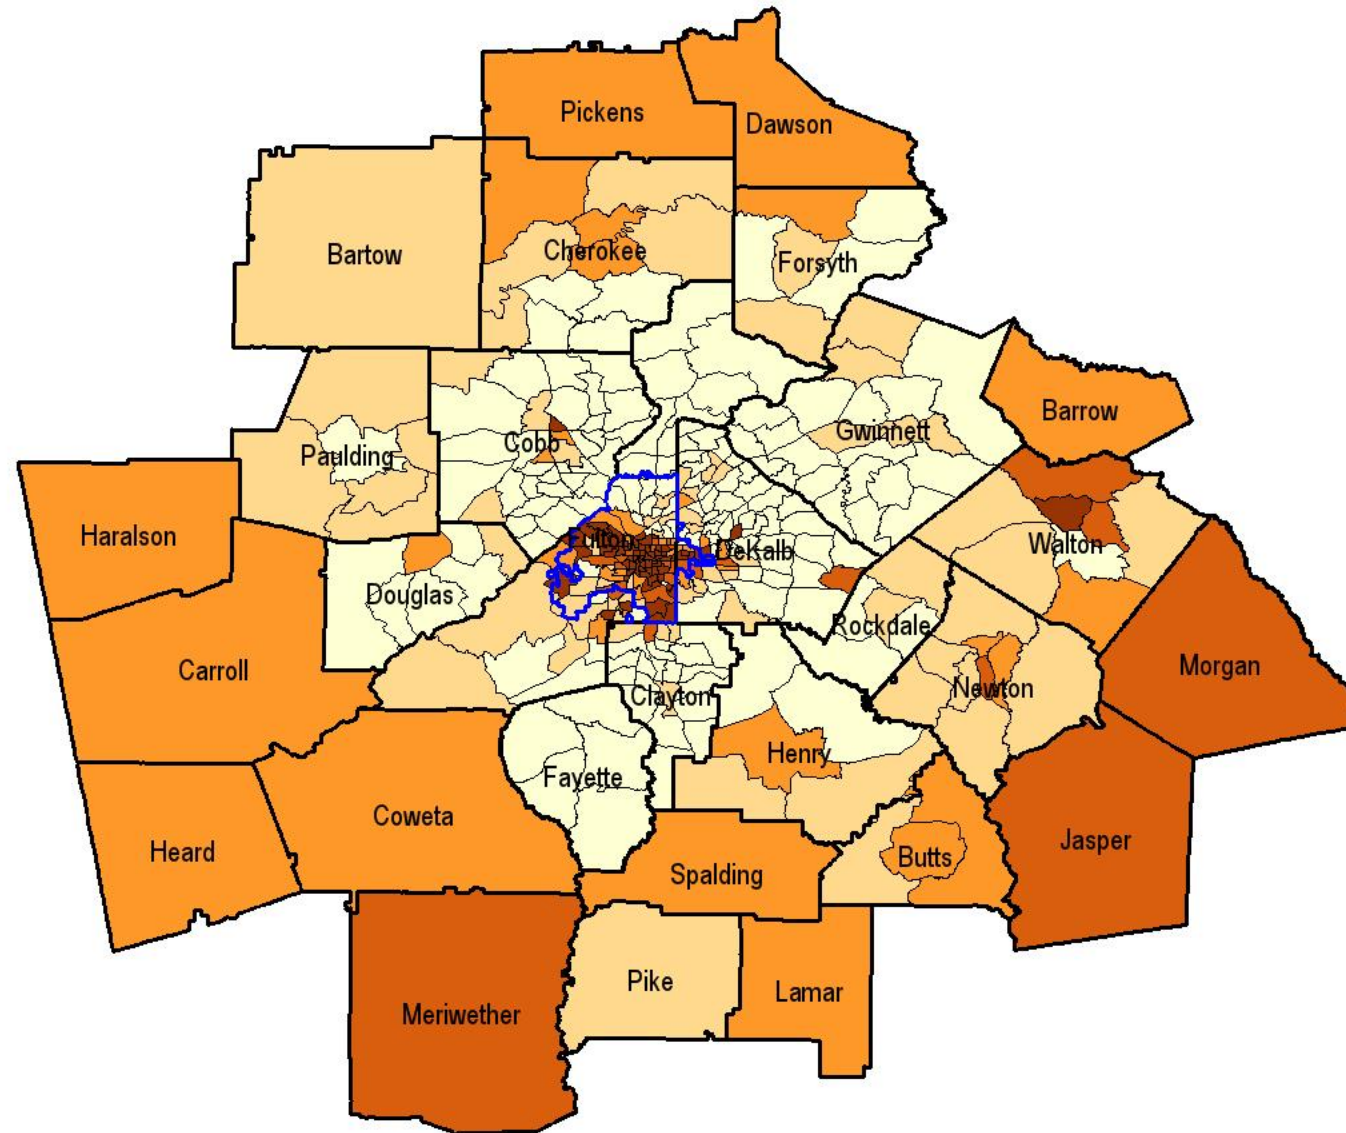 Pickens
Dawson
Bartow
Cherokee
Forsyth
Barrow
Paulding
Cobb
Gwinnett
Haralson
Fulton
DeKalb
Walton
Douglas
Rockdale
Carroll
Clayton
Newton
Morgan
Henry
Fayette
Coweta
Heard
Spalding
Butts
Jasper
Pike
Lamar
Meriwether